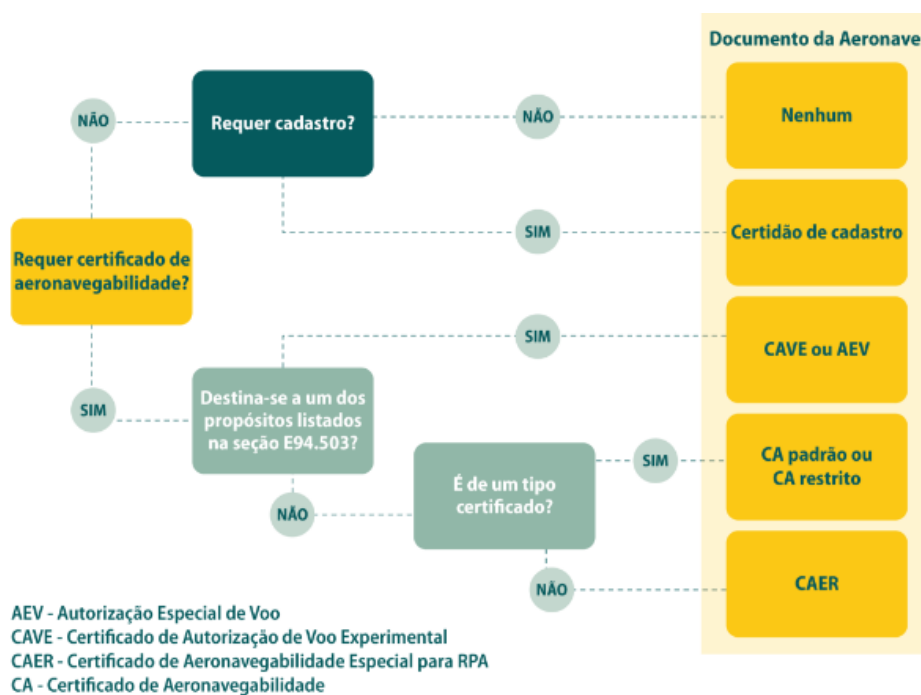 Documento da Aeronave
NÃO
Requer cadastro?
NÃO
Nenhum
SIM
Certidão de cadastro
Requer certificado de
aeronavegabilidade?
SIM
CAVE ou AEV
SIM
Destina-se a um dos
propósitos listados
na seção E94.503?
NÃO
É de um tipo
certificado?
SIM
CA padrão ou
CA restrito
NÃO
CAER
AEV - Autorização Especial de Voo
CAVE - Certificado de Autorização de Voo Experimental
CAER - Certificado de Aeronavegabilidade Especial para RPA
CA - Certificado de Aeronavegabilidade